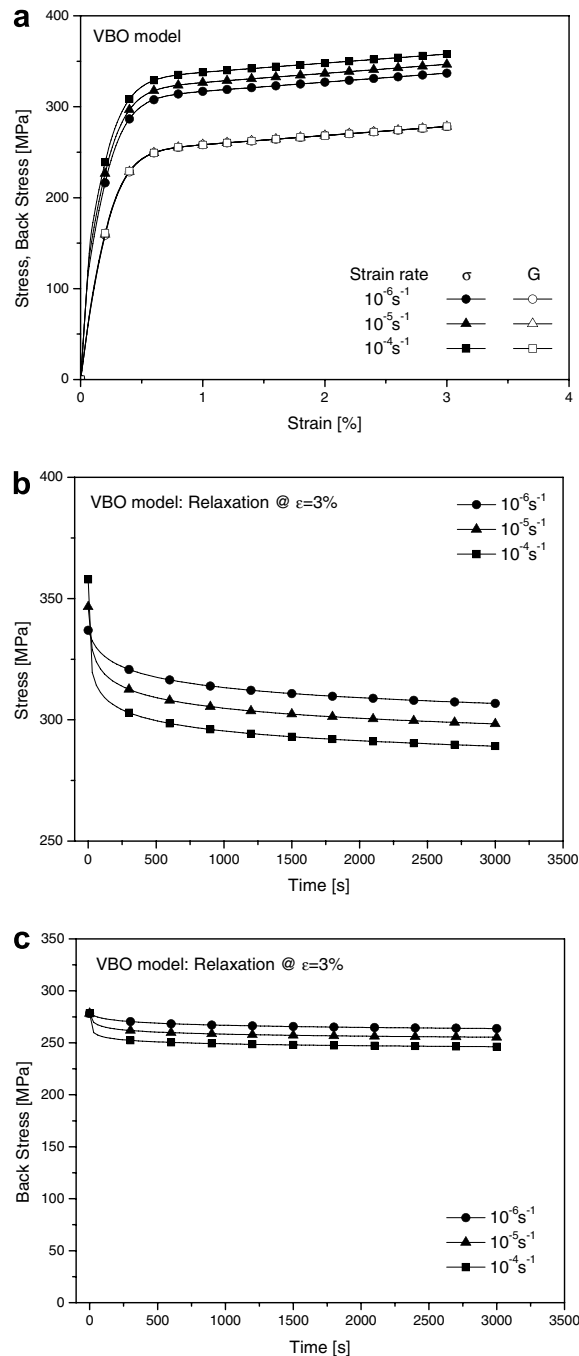 a
VBO model
400
300
200
100
0
Stress, Back Stress [MPa]
Strain rate σ G
10⁻⁶s⁻¹
10⁻⁵s⁻¹
10⁻⁴s⁻¹
0 1 2 3 4
Strain [%]
b
VBO model: Relaxation @ ε=3%
10⁻⁶s⁻¹
10⁻⁵s⁻¹
10⁻⁴s⁻¹
400
350
300
250
Stress [MPa]
0 500 1000 1500 2000 2500 3000 3500
Time [s]
c
VBO model: Relaxation @ ε=3%
350
300
250
200
150
100
50
0
Back Stress [MPa]
10⁻⁶s⁻¹
10⁻⁵s⁻¹
10⁻⁴s⁻¹
0 500 1000 1500 2000 2500 3000 3500
Time [s]